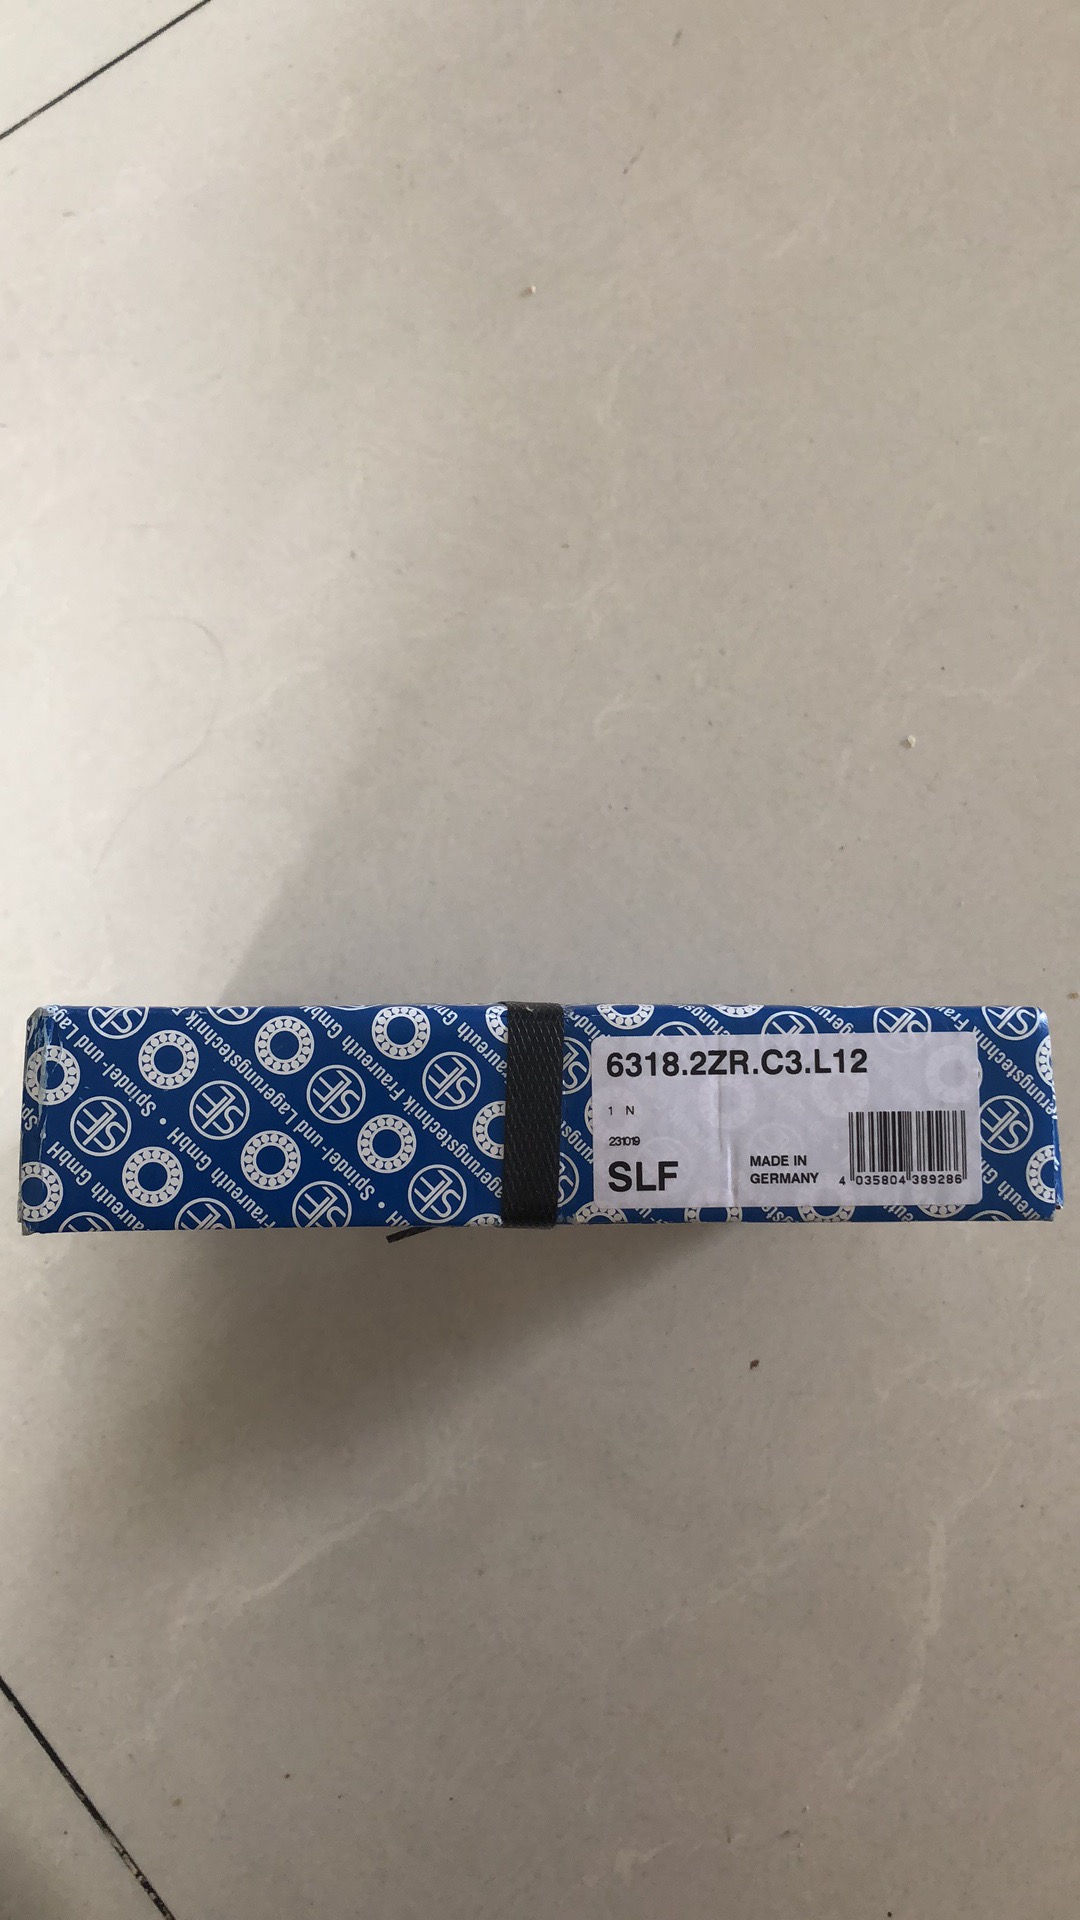 6318.2ZR.C3.L12
1 N
231019
SLF
MADE IN
GERMANY
4 035804 389286
Spindel- und Lagerungstechnik Fraureuth GmbH